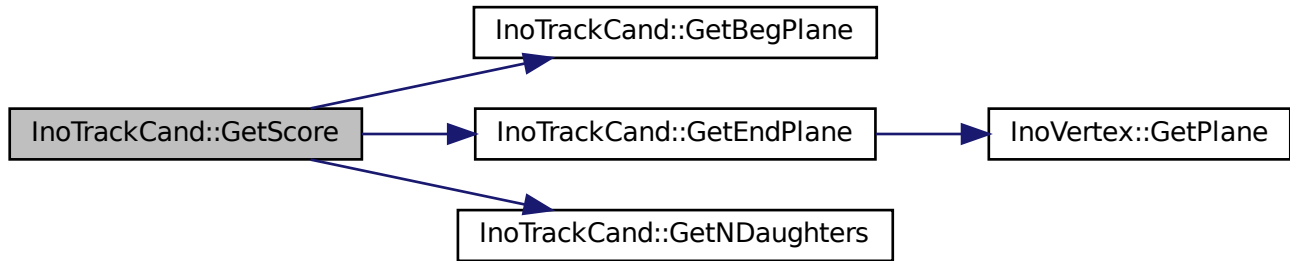 InoTrackCand::GetBegPlane
InoTrackCand::GetScore
InoTrackCand::GetEndPlane
InoVertex::GetPlane
InoTrackCand::GetNDaughters